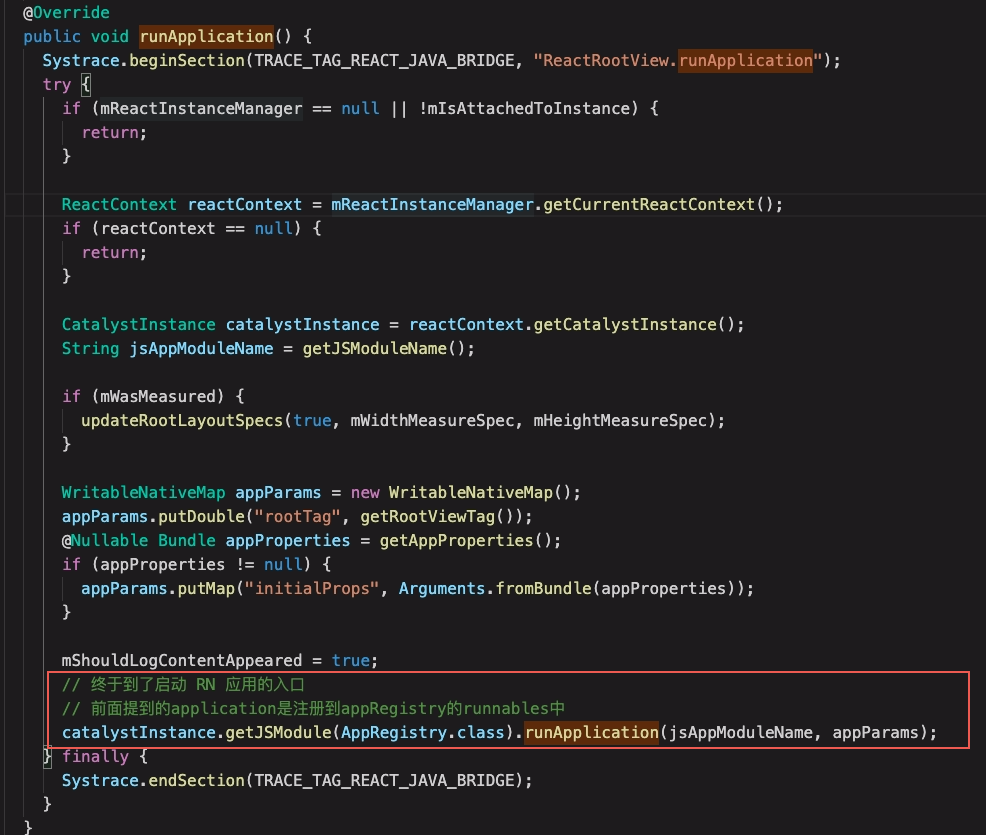 @Override
public void runApplication() {
  Systrace.beginSection(TRACE_TAG_REACT_JAVA_BRIDGE, "ReactRootView.runApplication");
  try {
    if (mReactInstanceManager == null || !mIsAttachedToInstance) {
      return;
    }

    ReactContext reactContext = mReactInstanceManager.getCurrentReactContext();
    if (reactContext == null) {
      return;
    }

    CatalystInstance catalystInstance = reactContext.getCatalystInstance();
    String jsAppModuleName = getJSModuleName();

    if (mWasMeasured) {
      updateRootLayoutSpecs(true, mWidthMeasureSpec, mHeightMeasureSpec);
    }

    WritableNativeMap appParams = new WritableNativeMap();
    appParams.putDouble("rootTag", getRootViewTag());
    @Nullable Bundle appProperties = getAppProperties();
    if (appProperties != null) {
      appParams.putMap("initialProps", Arguments.fromBundle(appProperties));
    }

    mShouldLogContentAppeared = true;
    // 终于到了启动 RN 应用的入口
    // 前面提到的application是注册到appRegistry的runnables中
    catalystInstance.getJSModule(AppRegistry.class).runApplication(jsAppModuleName, appParams);
  } finally {
    Systrace.endSection(TRACE_TAG_REACT_JAVA_BRIDGE);
  }
}